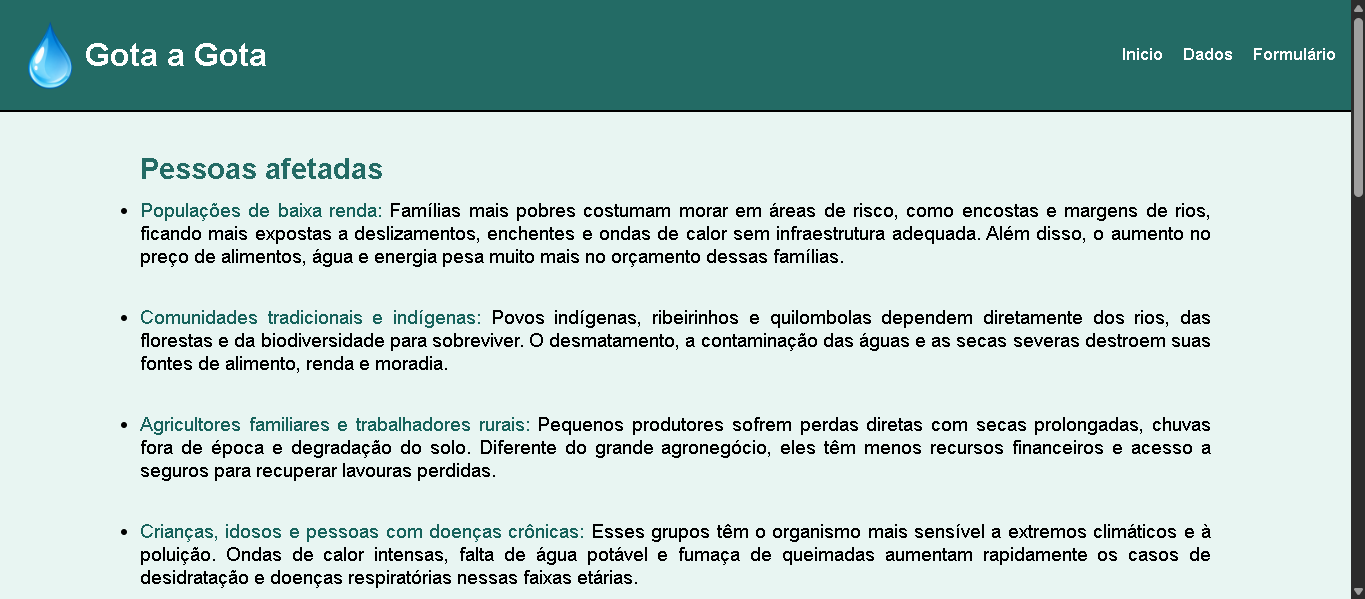 Gota a Gota
Inicio Dados Formulário
Pessoas afetadas
Populações de baixa renda: Famílias mais pobres costumam morar em áreas de risco, como encostas e margens de rios,
ficando mais expostas a deslizamentos, enchentes e ondas de calor sem infraestrutura adequada. Além disso, o aumento no
preço de alimentos, água e energia pesa muito mais no orçamento dessas famílias.
Comunidades tradicionais e indígenas: Povos indígenas, ribeirinhos e quilombolas dependem diretamente dos rios, das
florestas e da biodiversidade para sobreviver. O desmatamento, a contaminação das águas e as secas severas destroem suas
fontes de alimento, renda e moradia.
Agricultores familiares e trabalhadores rurais: Pequenos produtores sofrem perdas diretas com secas prolongadas, chuvas
fora de época e degradação do solo. Diferente do grande agronegócio, eles têm menos recursos financeiros e acesso a
seguros para recuperar lavouras perdidas.
Crianças, idosos e pessoas com doenças crônicas: Esses grupos têm o organismo mais sensível a extremos climáticos e à
poluição. Ondas de calor intensas, falta de água potável e fumaça de queimadas aumentam rapidamente os casos de
desidratação e doenças respiratórias nessas faixas etárias.